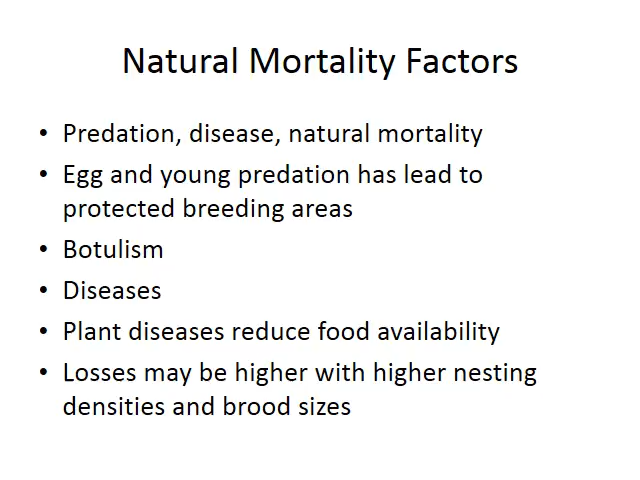 Natural Mortality Factors
• Predation, disease, natural mortality
• Egg and young predation has lead to
protected breeding areas
• Botulism
• Diseases
• Plant diseases reduce food availability
• Losses may be higher with higher nesting
densities and brood sizes